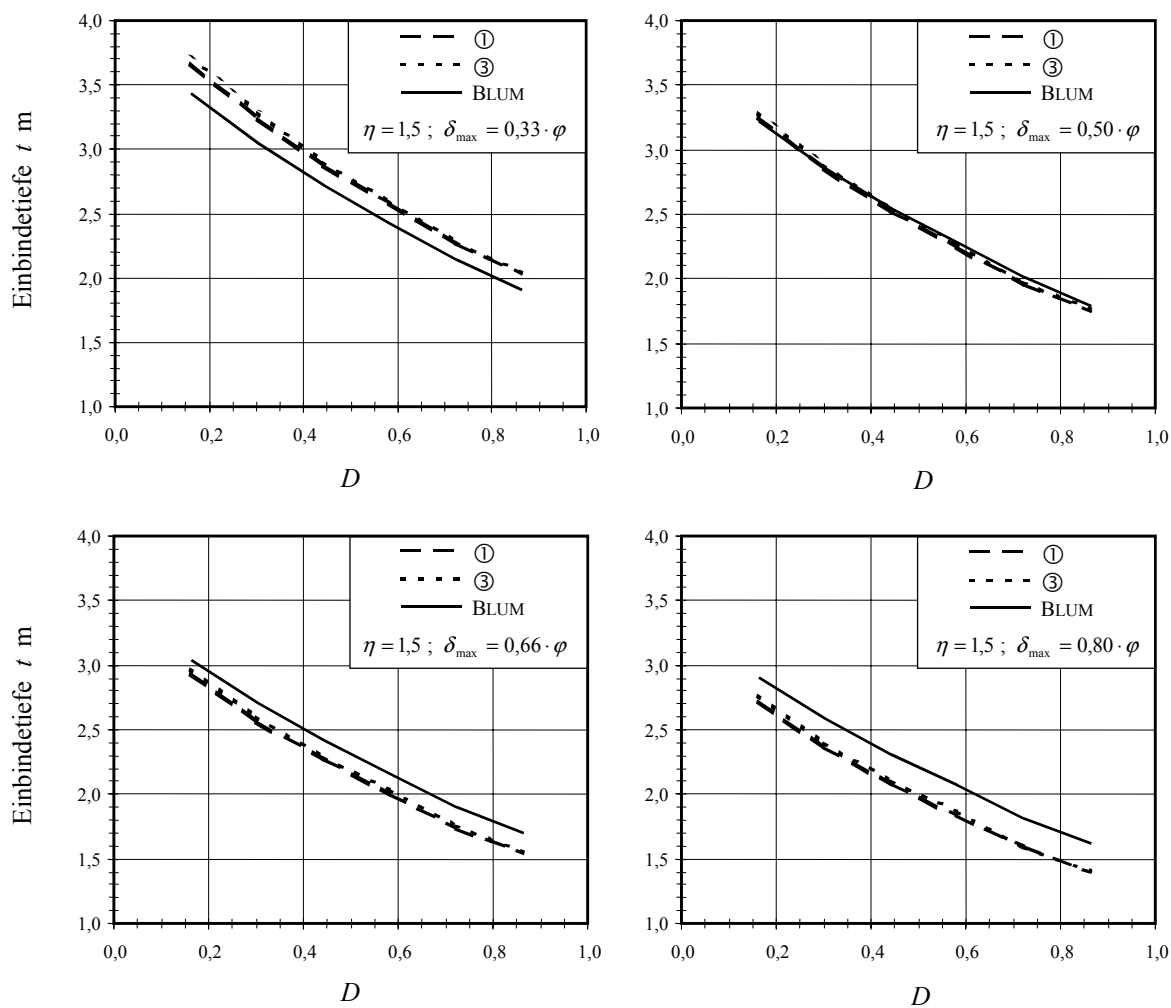 4,0
3,5
3,0
2,5
2,0
1,5
1,0
Einbindetiefe t m
①
③
BLUM
η = 1,5 ; δmax = 0,33 · φ
0,0 0,2 0,4 0,6 0,8 1,0
D
4,0
3,5
3,0
2,5
2,0
1,5
1,0
①
③
BLUM
η = 1,5 ; δmax = 0,50 · φ
0,0 0,2 0,4 0,6 0,8 1,0
D
4,0
3,5
3,0
2,5
2,0
1,5
1,0
Einbindetiefe t m
①
③
BLUM
η = 1,5 ; δmax = 0,66 · φ
0,0 0,2 0,4 0,6 0,8 1,0
D
4,0
3,5
3,0
2,5
2,0
1,5
1,0
①
③
BLUM
η = 1,5 ; δmax = 0,80 · φ
0,0 0,2 0,4 0,6 0,8 1,0
D